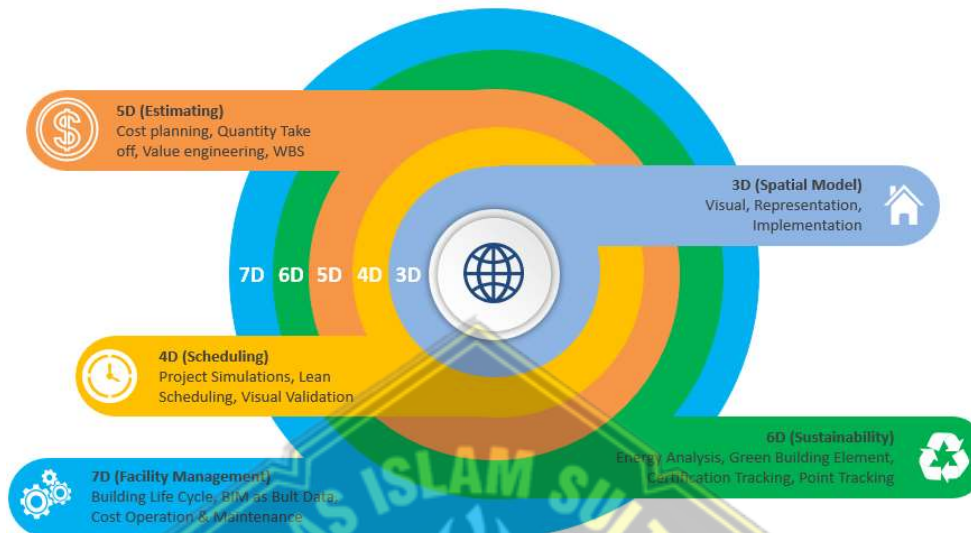 5D (Estimating)
Cost planning, Quantity Take
off, Value engineering, WBS
3D (Spatial Model)
Visual, Representation,
Implementation
7D 6D 5D 4D 3D
4D (Scheduling)
Project Simulations, Lean
Scheduling, Visual Validation
6D (Sustainability)
Energy Analysis, Green Building Element,
Certification Tracking, Point Tracking
7D (Facility Management)
Building Life Cycle, BIM as Bult Data,
Cost Operation & Maintenance
AS ISLAM SUL